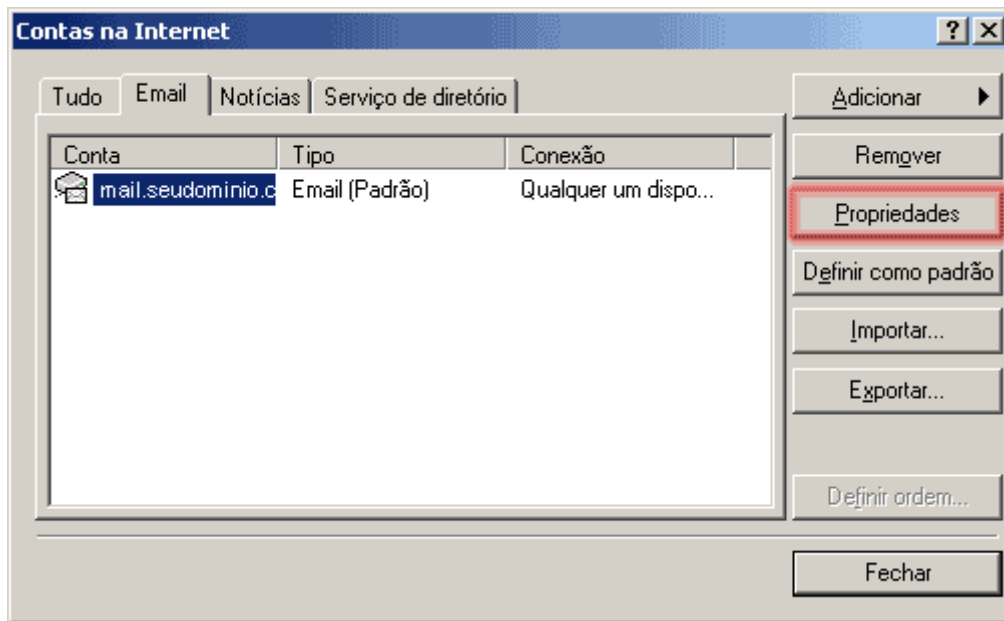 Contas na Internet
Tudo Email Notícias Serviço de diretório
Conta Tipo Conexão
mail.seudominio.c Email (Padrão) Qualquer um dispo...
Adicionar
Remover
Propriedades
Definir como padrão
Importar...
Exportar...
Definir ordem...
Fechar